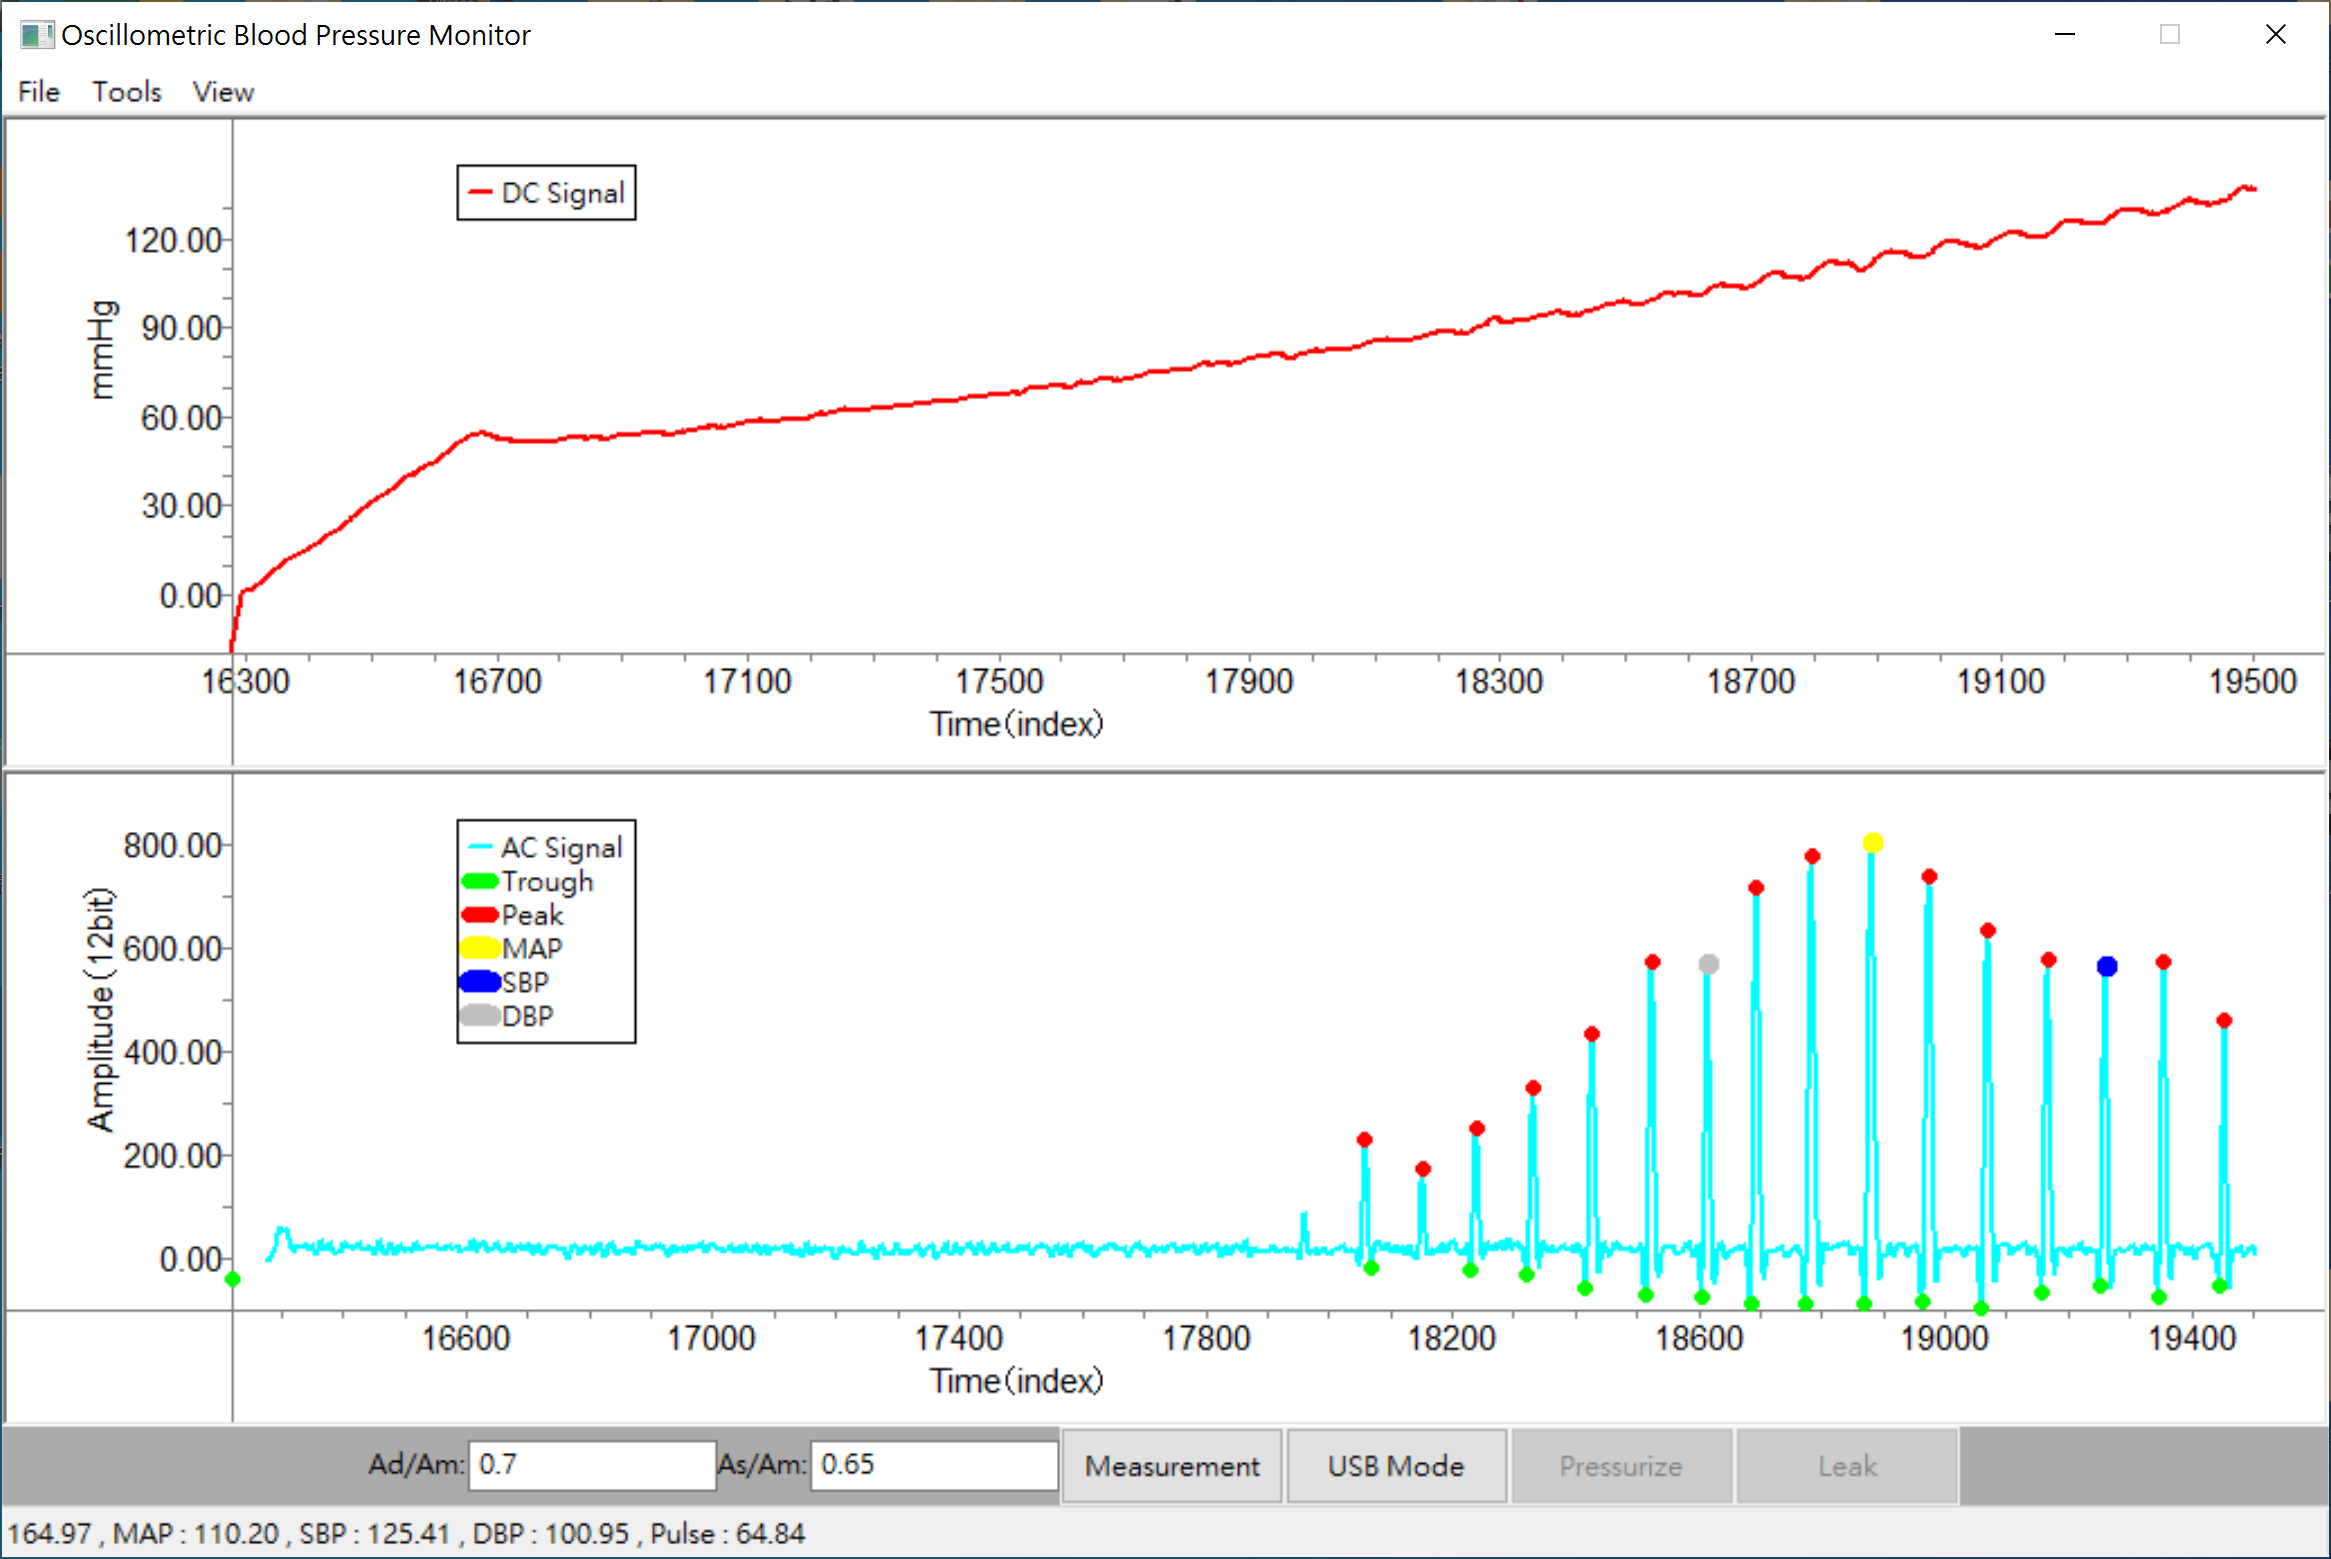 Oscillometric Blood Pressure Monitor
File Tools View
DC Signal
120.00
90.00
60.00
30.00
0.00
mmHg
16300 16700 17100 17500 17900 18300 18700 19100 19500
Time(index)
AC Signal
Trough
Peak
MAP
SBP
DBP
800.00
600.00
400.00
200.00
0.00
Amplitude(12bit)
16600 17000 17400 17800 18200 18600 19000 19400
Time(index)
Ad/Am: 0.7 As/Am: 0.65 Measurement USB Mode Pressurize Leak
164.97 , MAP : 110.20 , SBP : 125.41 , DBP : 100.95 , Pulse : 64.84